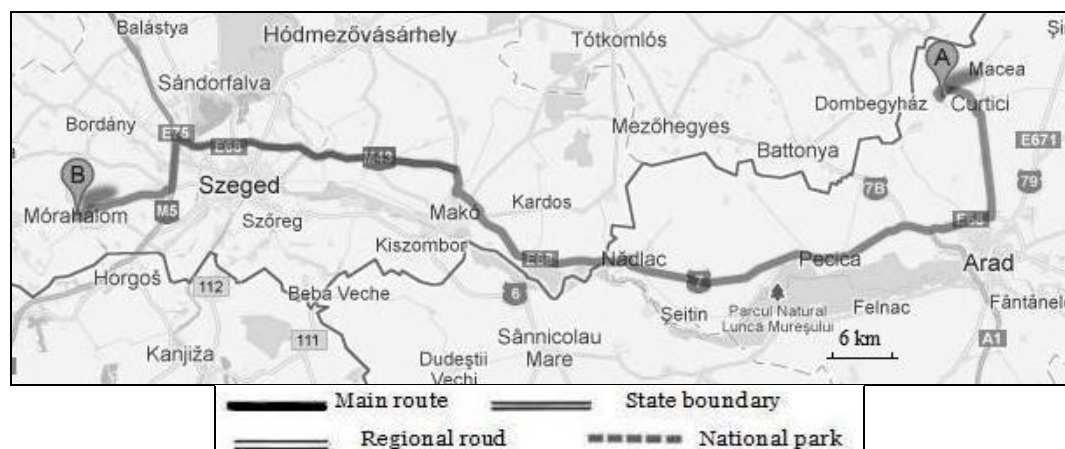 Balástya
Hódmezővásárhely
Tótkomlós
A
Macea
Sándorfalva
Dombegyház
Curtici
Bordány
E75
Mezőhegyes
E671
E68
M43
Battonya
B
Szeged
7B
79
Mórahalom
M5
Szőreg
Makó
Kardos
E68
Kiszombor
Nădlac
Pecica
Arad
Horgoš
112
Beba Veche
6
7
Şeitin
Parcul Natural
Lunca Mureşului
Felnac
Fântânele
111
Sânnicolau
Mare
6 km
A1
Kanjiža
Dudeştii
Vechi
Main route
State boundary
Regional roud
National park